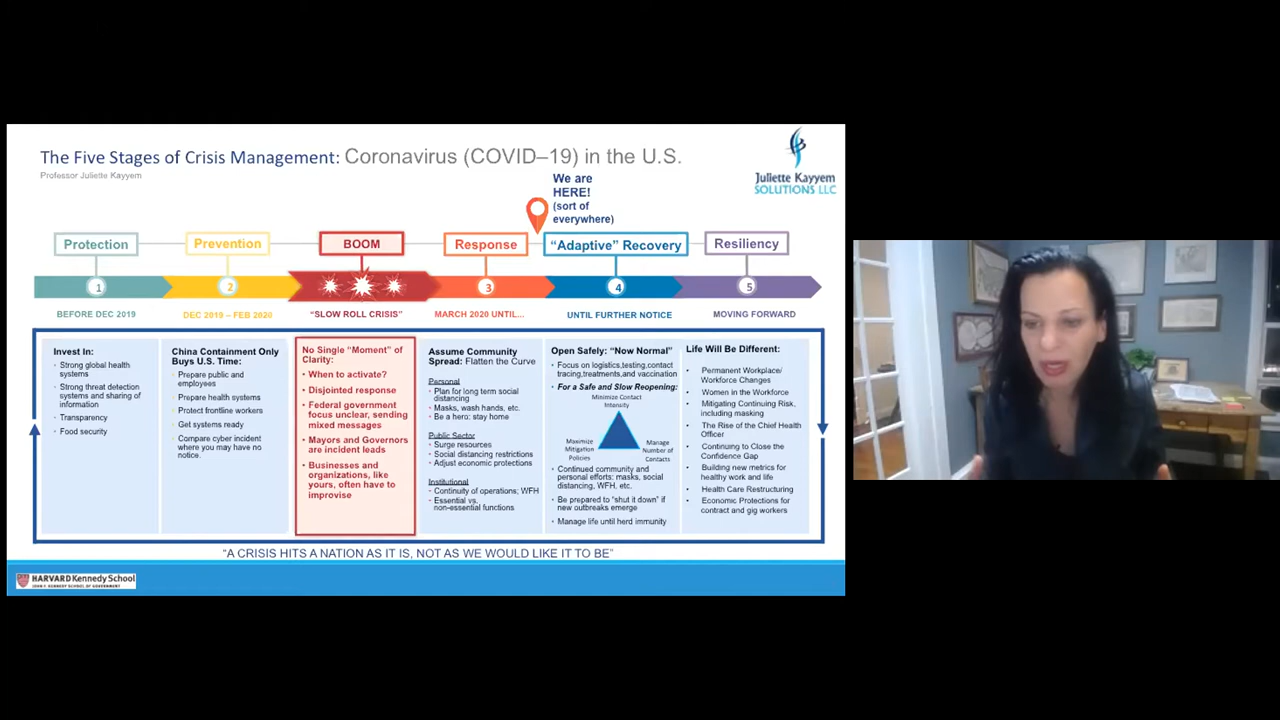 The Five Stages of Crisis Management: Coronavirus (COVID–19) in the U.S.
Professor Juliette Kayyem
Juliette Kayyem
SOLUTIONS LLC
We are
HERE!
(sort of
everywhere)
Protection
Prevention
BOOM
Response
“Adaptive” Recovery
Resiliency
1
2
3
4
5
BEFORE DEC 2019
DEC 2019 – FEB 2020
“SLOW ROLL CRISIS”
MARCH 2020 UNTIL...
UNTIL FURTHER NOTICE
MOVING FORWARD
Invest In:
• Strong global health
systems
• Strong threat detection
systems and sharing of
information
• Transparency
• Food security
China Containment Only
Buys U.S. Time:
• Prepare public and
employees
• Prepare health systems
• Protect frontline workers
• Get systems ready
• Compare cyber incident
where you may have no
notice.
No Single “Moment” of
Clarity:
• When to activate?
• Disjointed response
• Federal government
focus unclear, sending
mixed messages
• Mayors and Governors
are incident leads
• Businesses and
organizations, like
yours, often have to
improvise
Assume Community
Spread: Flatten the Curve
Personal
• Plan for long term social
distancing
• Masks, wash hands, etc.
• Be a hero: stay home
Public Sector
• Surge resources
• Social distancing restrictions
• Adjust economic protections
Institutional
• Continuity of operations; WFH
• Essential vs.
non-essential functions
Open Safely: “Now Normal”
• Focus on logistics,testing,contact
tracing,treatments,and vaccination
• For a Safe and Slow Reopening:
Minimize Contact
Intensity
Maximize
Mitigation
Policies
Manage
Number of
Contacts
• Continued community and
personal efforts: masks, social
distancing, WFH. etc.
• Be prepared to “shut it down” if
new outbreaks emerge
• Manage life until herd immunity
Life Will Be Different:
• Permanent Workplace/
Workforce Changes
• Women in the Workforce
• Mitigating Continuing Risk,
including masking
• The Rise of the Chief Health
Officer
• Continuing to Close the
Confidence Gap
• Building new metrics for
healthy work and life
• Health Care Restructuring
• Economic Protections for
contract and gig workers
“A CRISIS HITS A NATION AS IT IS, NOT AS WE WOULD LIKE IT TO BE”
HARVARD Kennedy School
JOHN F. KENNEDY SCHOOL OF GOVERNMENT